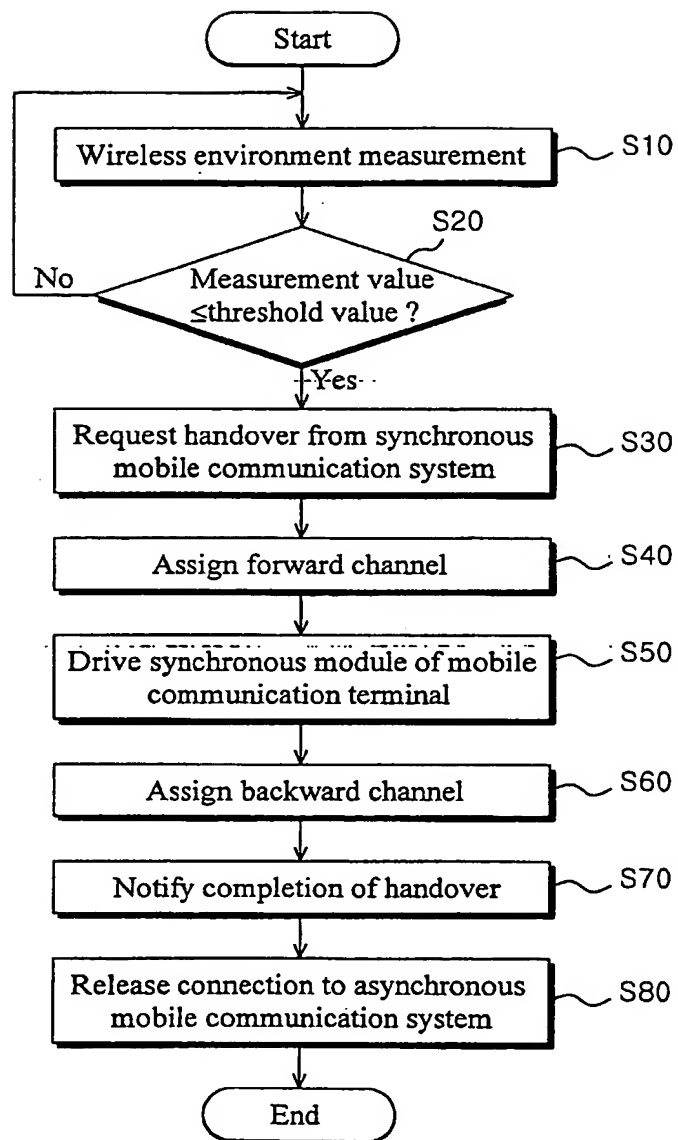 Start
Wireless environment measurement
S10
S20
No
Measurement value
≤threshold value ?
Yes
Request handover from synchronous
mobile communication system
S30
Assign forward channel
S40
Drive synchronous module of mobile
communication terminal
S50
Assign backward channel
S60
Notify completion of handover
S70
Release connection to asynchronous
mobile communication system
S80
End